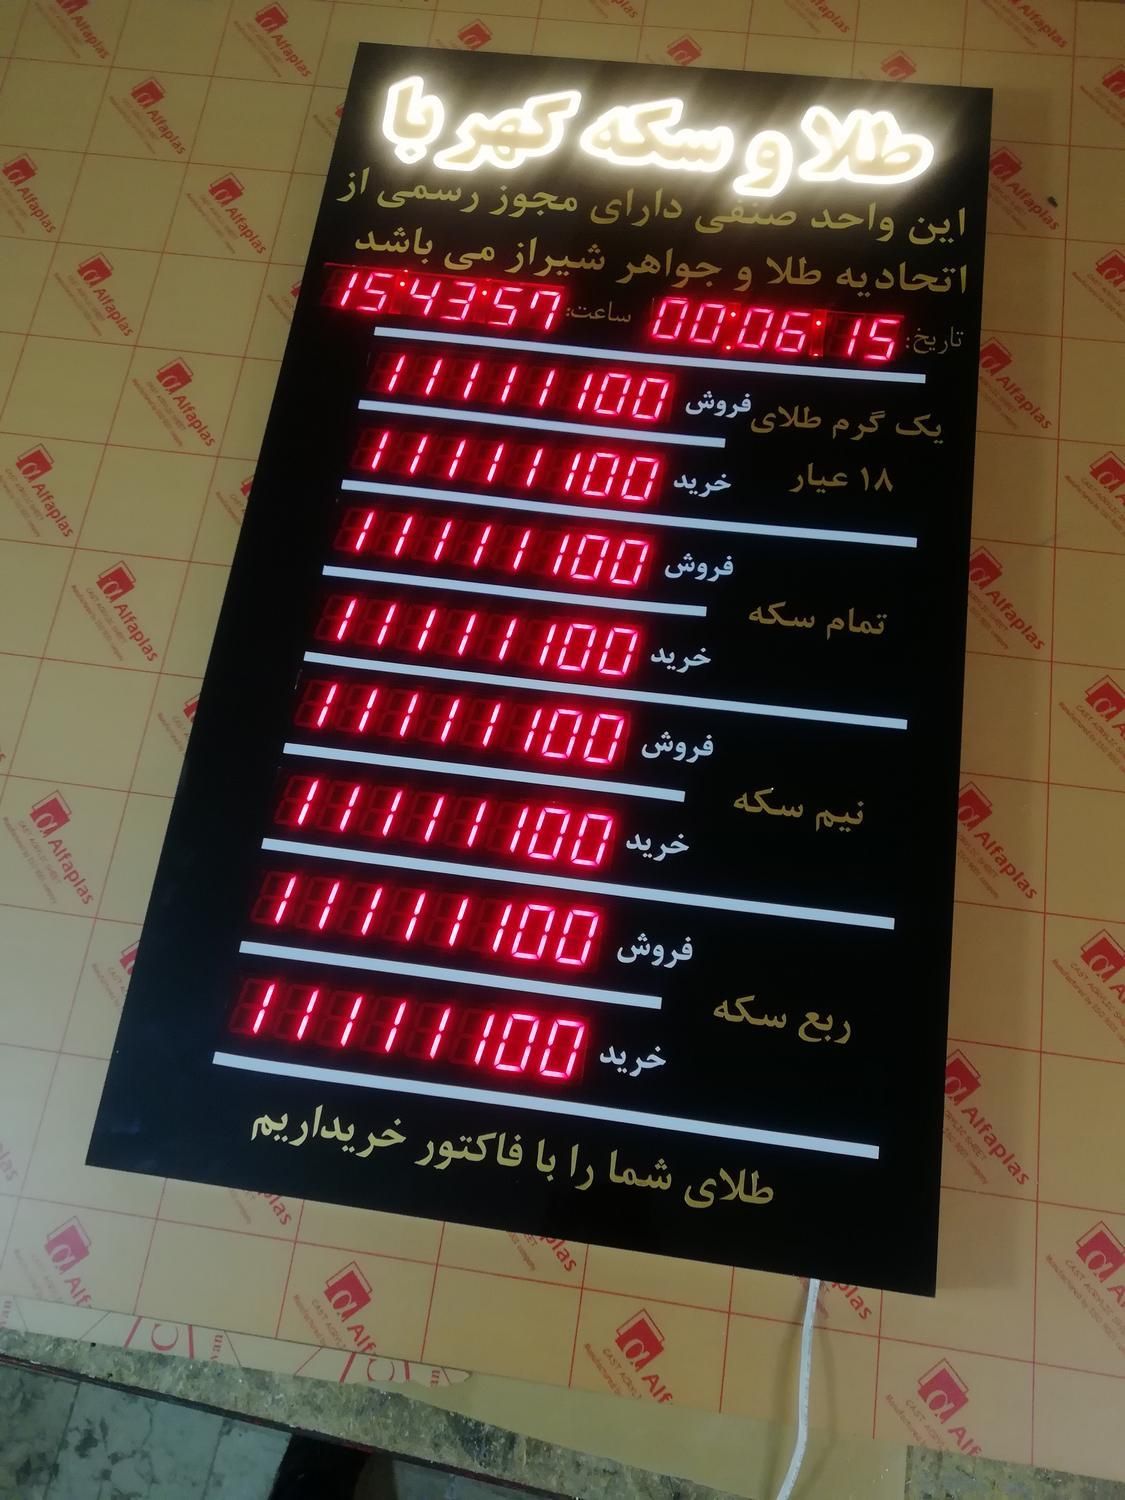 طلا و سکه کهربا
این واحد صنفی دارای مجوز رسمی از
اتحادیه طلا و جواهر شیراز می باشد
تاریخ: 00:06:15 ساعت: 15:43:57
یک گرم طلای
۱۸ عیار
فروش 11111100
خرید 11111100
تمام سکه
فروش 11111100
خرید 11111100
نیم سکه
فروش 11111100
خرید 11111100
ربع سکه
فروش 11111100
خرید 11111100
طلای شما را با فاکتور خریداریم
Alfaplas
CAST ACRYLIC SHEET